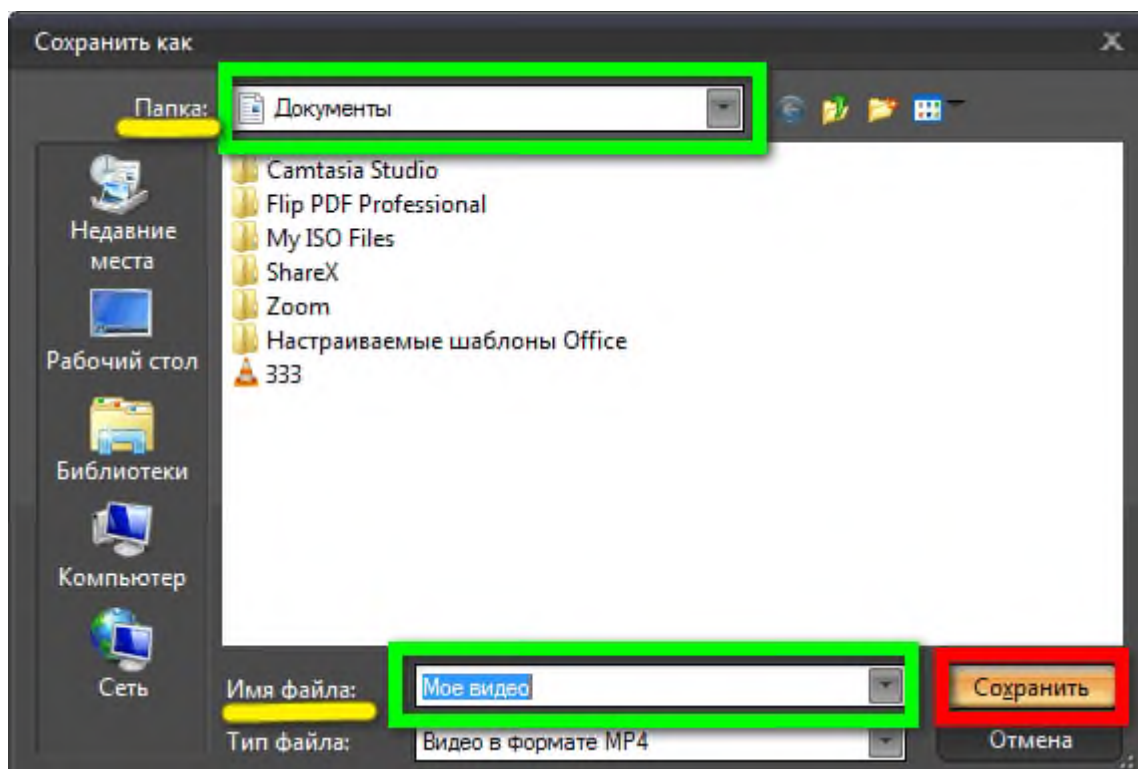 Сохранить как
Папка:
Документы
Camtasia Studio
Flip PDF Professional
My ISO Files
ShareX
Zoom
Настраиваемые шаблоны Office
333
Недавние
места
Рабочий стол
Библиотеки
Компьютер
Сеть
Имя файла: Мое видео Сохранить
Тип файла: Видео в формате MP4 Отмена